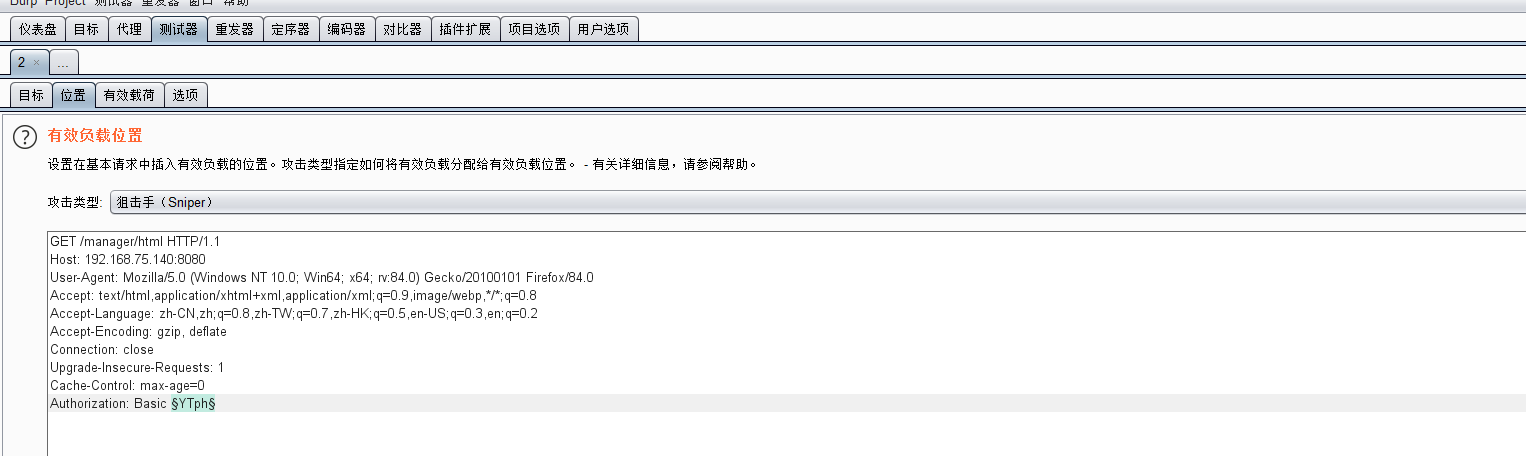 Burp Project 测试器 重发器 窗口 帮助
仪表盘 目标 代理 测试器 重发器 定序器 编码器 对比器 插件扩展 项目选项 用户选项
2 × ...
目标 位置 有效载荷 选项
? 有效负载位置
设置在基本请求中插入有效负载的位置。攻击类型指定如何将有效负载分配给有效负载位置。 - 有关详细信息，请参阅帮助。
攻击类型: 狙击手（Sniper）
GET /manager/html HTTP/1.1
Host: 192.168.75.140:8080
User-Agent: Mozilla/5.0 (Windows NT 10.0; Win64; x64; rv:84.0) Gecko/20100101 Firefox/84.0
Accept: text/html,application/xhtml+xml,application/xml;q=0.9,image/webp,*/*;q=0.8
Accept-Language: zh-CN,zh;q=0.8,zh-TW;q=0.7,zh-HK;q=0.5,en-US;q=0.3,en;q=0.2
Accept-Encoding: gzip, deflate
Connection: close
Upgrade-Insecure-Requests: 1
Cache-Control: max-age=0
Authorization: Basic §YTph§